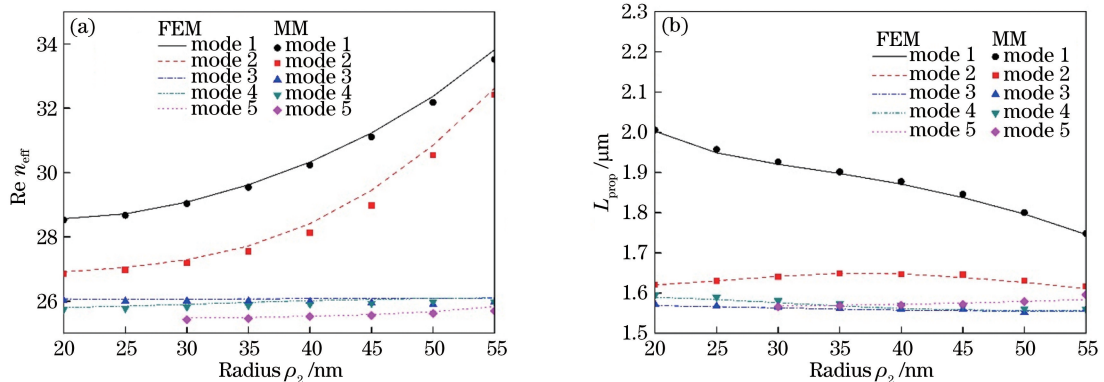 (a)
FEM MM
mode 1 mode 1
mode 2 mode 2
mode 3 mode 3
mode 4 mode 4
mode 5 mode 5
34
32
30
28
26
Re n_eff
20 25 30 35 40 45 50 55
Radius ρ₂ /nm
(b)
FEM MM
mode 1 mode 1
mode 2 mode 2
mode 3 mode 3
mode 4 mode 4
mode 5 mode 5
2.3
2.2
2.1
2.0
1.9
1.8
1.7
1.6
1.5
L_prop /μm
20 25 30 35 40 45 50 55
Radius ρ₂ /nm